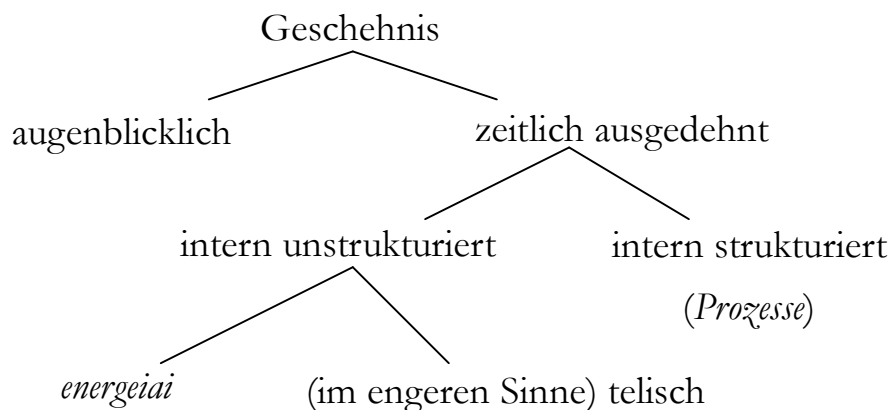 Geschehnis
augenblicklich
zeitlich ausgedehnt
intern unstrukturiert
intern strukturiert
(Prozesse)
energeiai
(im engeren Sinne) telisch